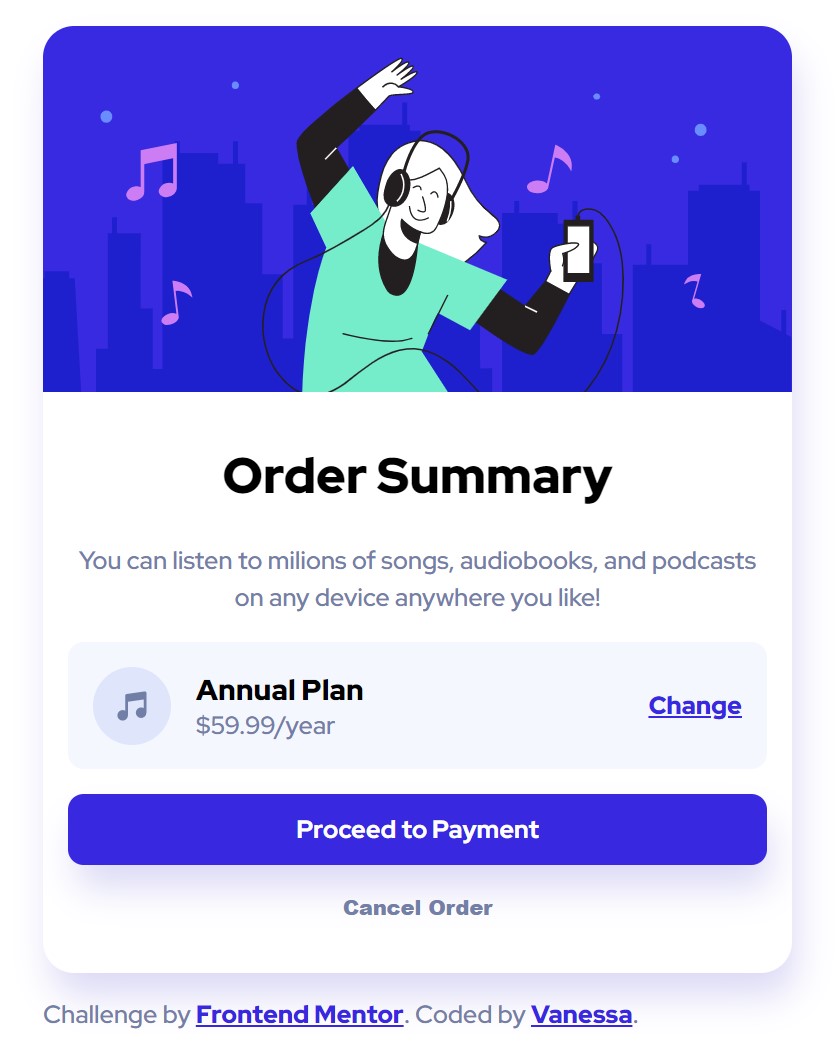 Order Summary
You can listen to milions of songs, audiobooks, and podcasts
on any device anywhere you like!
Annual Plan
$59.99/year
Change
Proceed to Payment
Cancel Order
Challenge by Frontend Mentor. Coded by Vanessa.